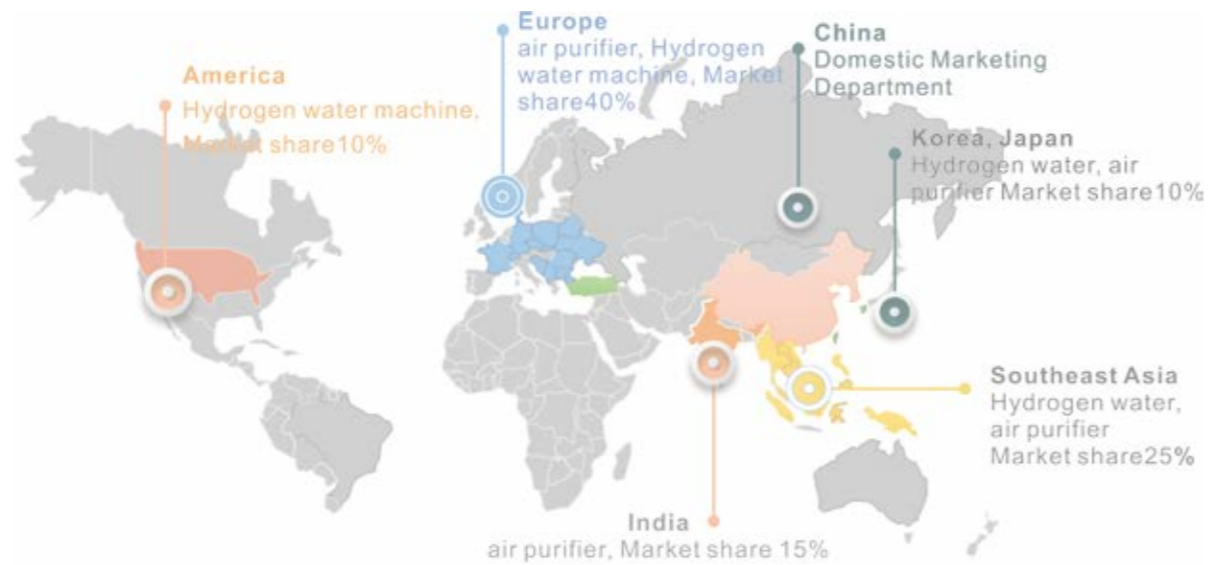 America
Hydrogen water machine,
Market share10%
Europe
air purifier, Hydrogen
water machine, Market
share40%
China
Domestic Marketing
Department
Korea, Japan
Hydrogen water, air
purifier Market share10%
Southeast Asia
Hydrogen water,
air purifier
Market share25%
India
air purifier, Market share 15%